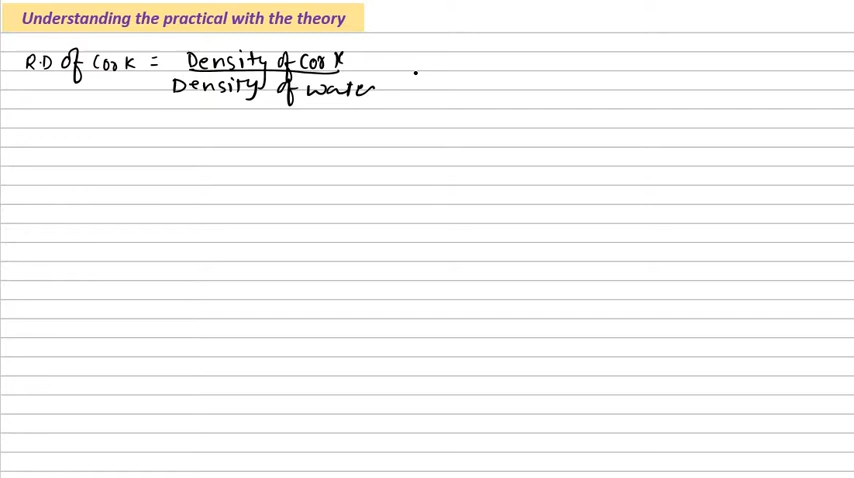 Understanding the practical with the theory
R.D of Cork = Density of Cork
Density of water